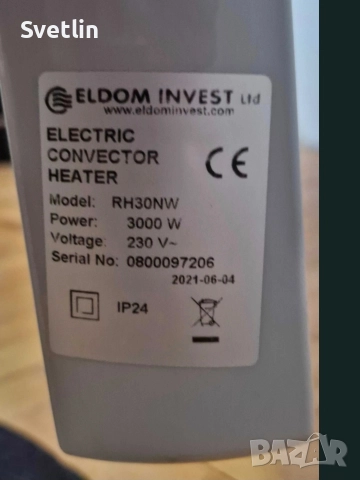 Svetlin
ELDOM INVEST Ltd
www.eldominvest.com
ELECTRIC
CONVECTOR
HEATER
CE
Model: RH30NW
Power: 3000 W
Voltage: 230 V~
Serial No: 0800097206
2021-06-04
IP24
BAZAR